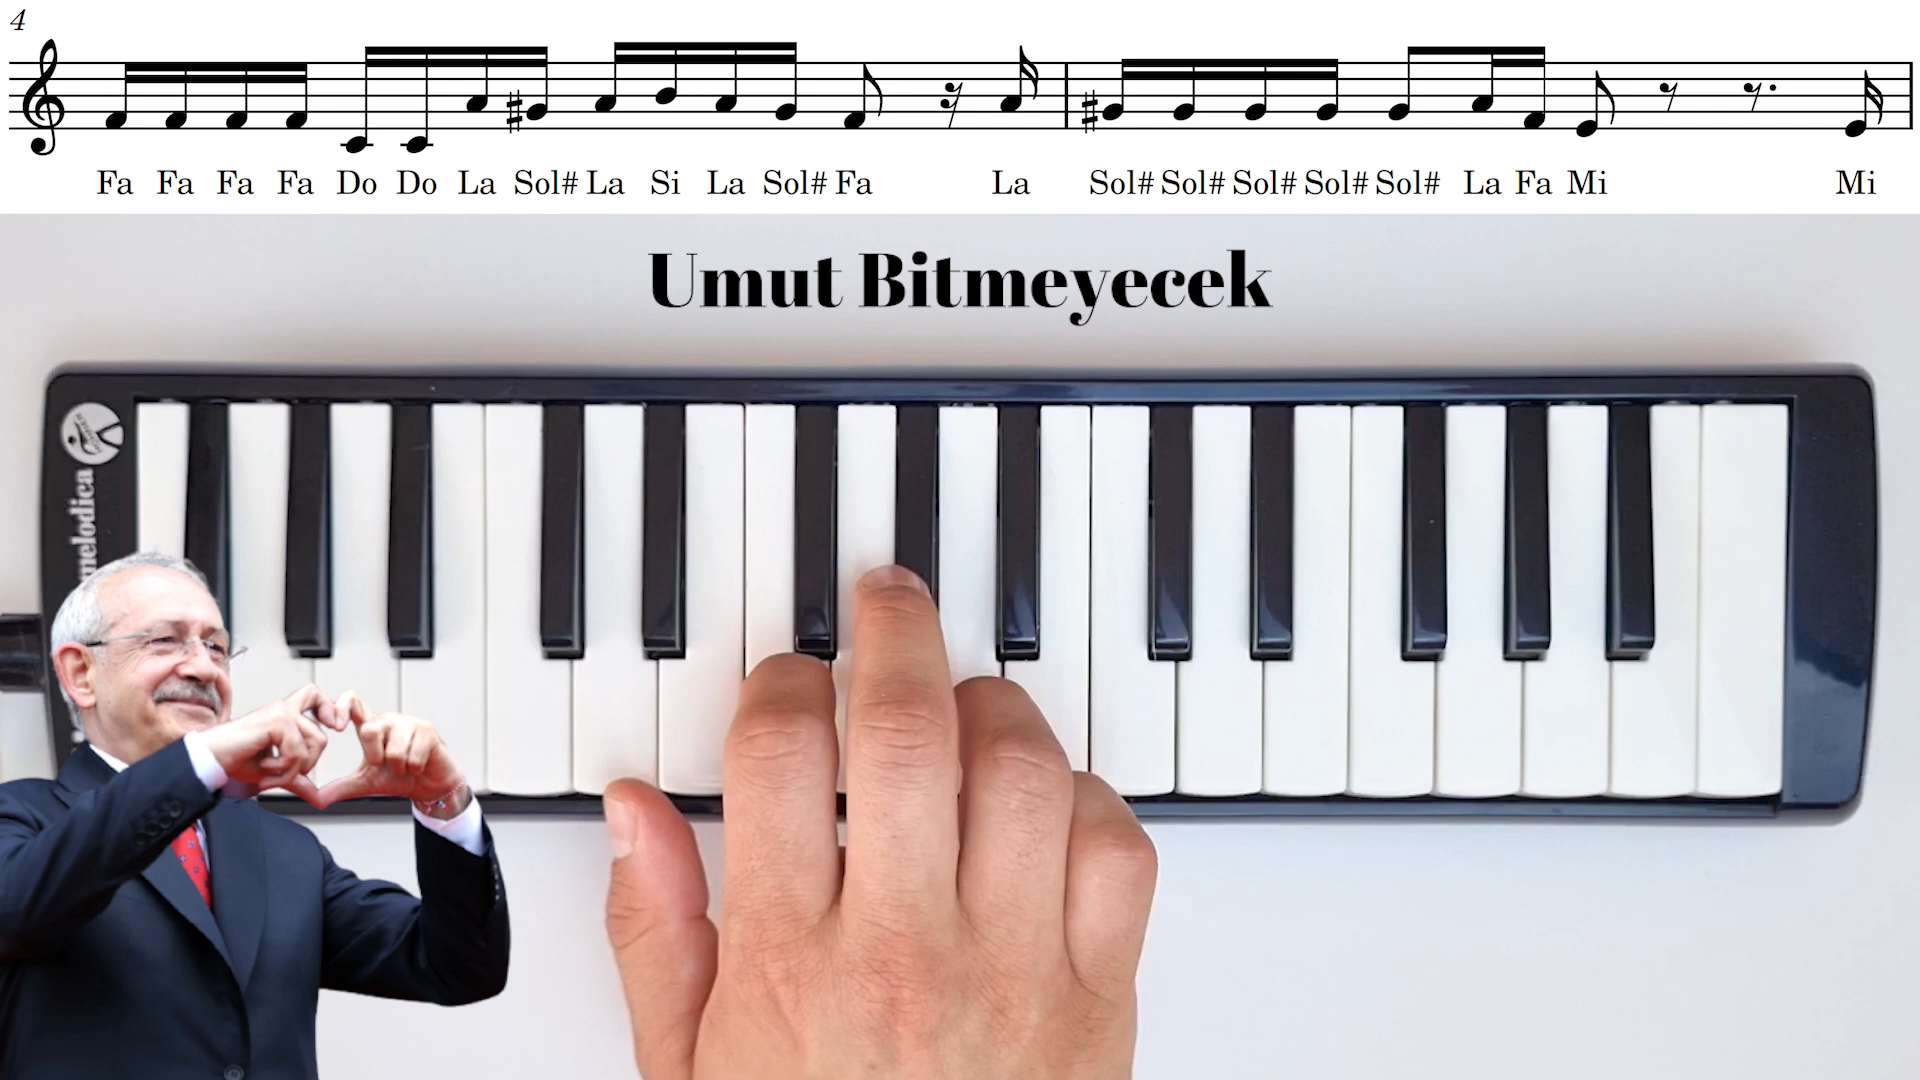 4
Fa Fa Fa Fa Do Do La Sol# La Si La Sol# Fa La Sol# Sol# Sol# Sol# Sol# La Fa Mi Mi
Umut Bitmeyecek
melodica